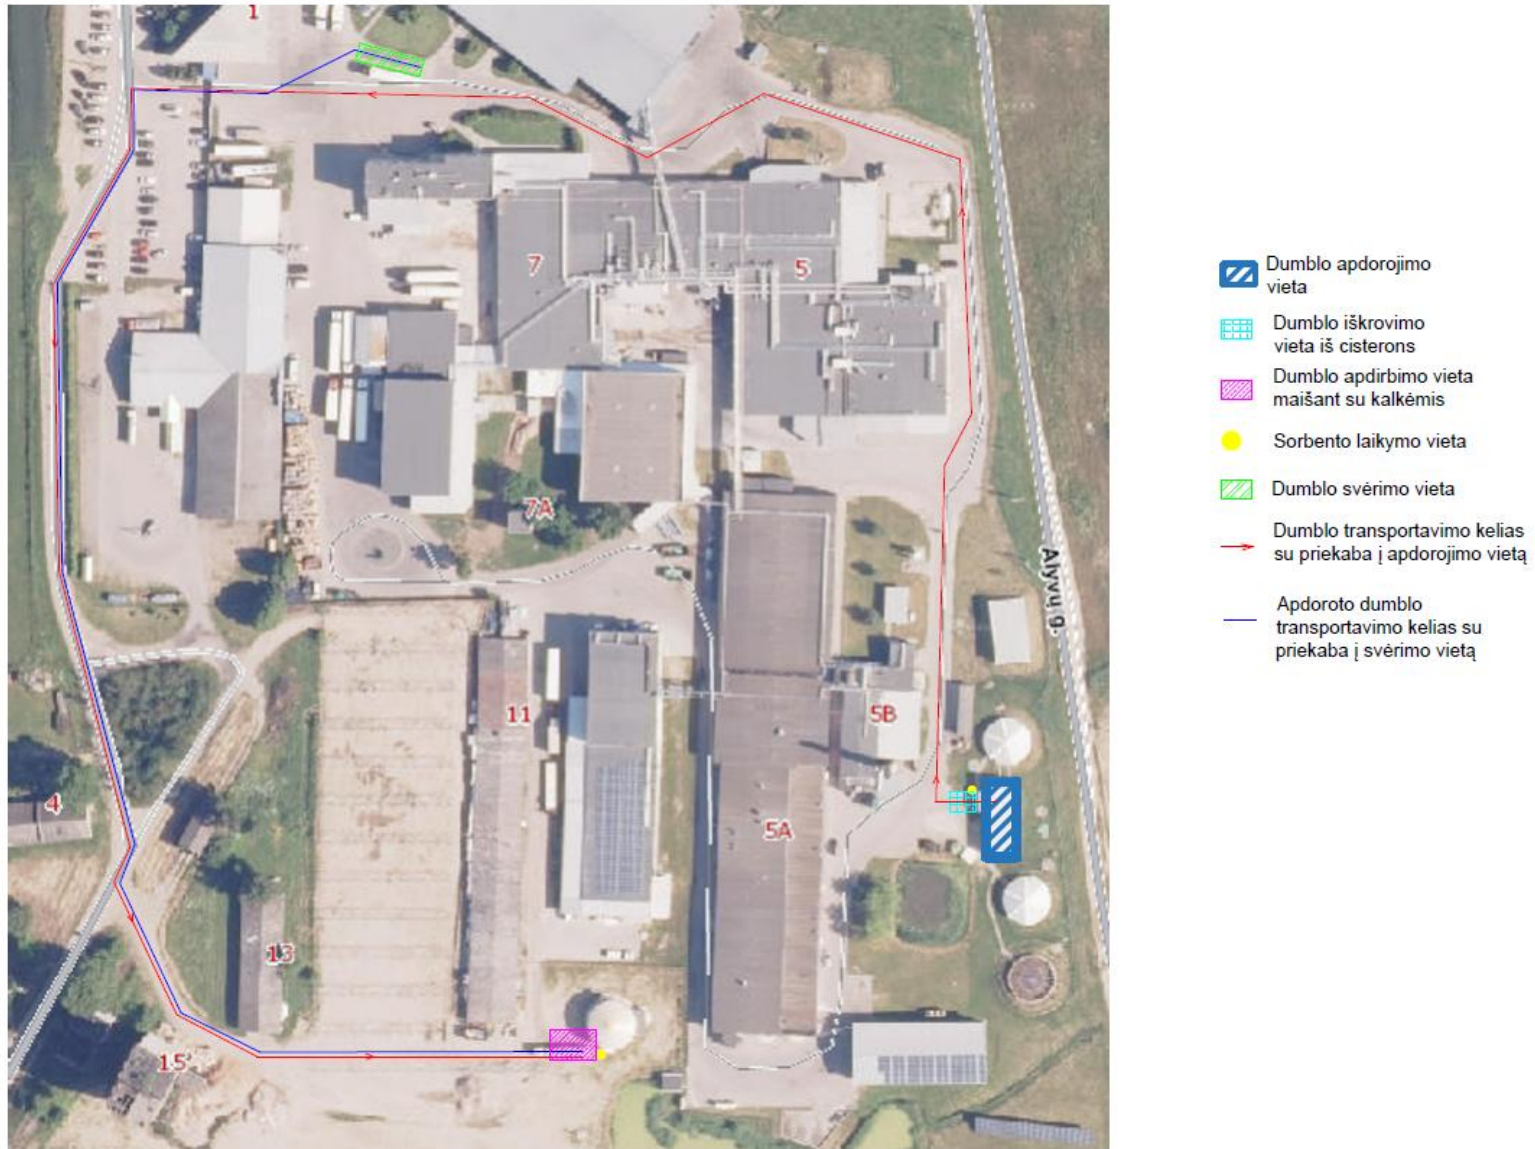 1
7
5
7A
Alyvų g.
11
5B
4
5A
13
15
Dumblo apdorojimo
vieta
Dumblo iškrovimo
vieta iš cisterons
Dumblo apdirbimo vieta
maišant su kalkėmis
Sorbento laikymo vieta
Dumblo svėrimo vieta
Dumblo transportavimo kelias
su priekaba į apdorojimo vietą
Apdoroto dumblo
transportavimo kelias su
priekaba į svėrimo vietą